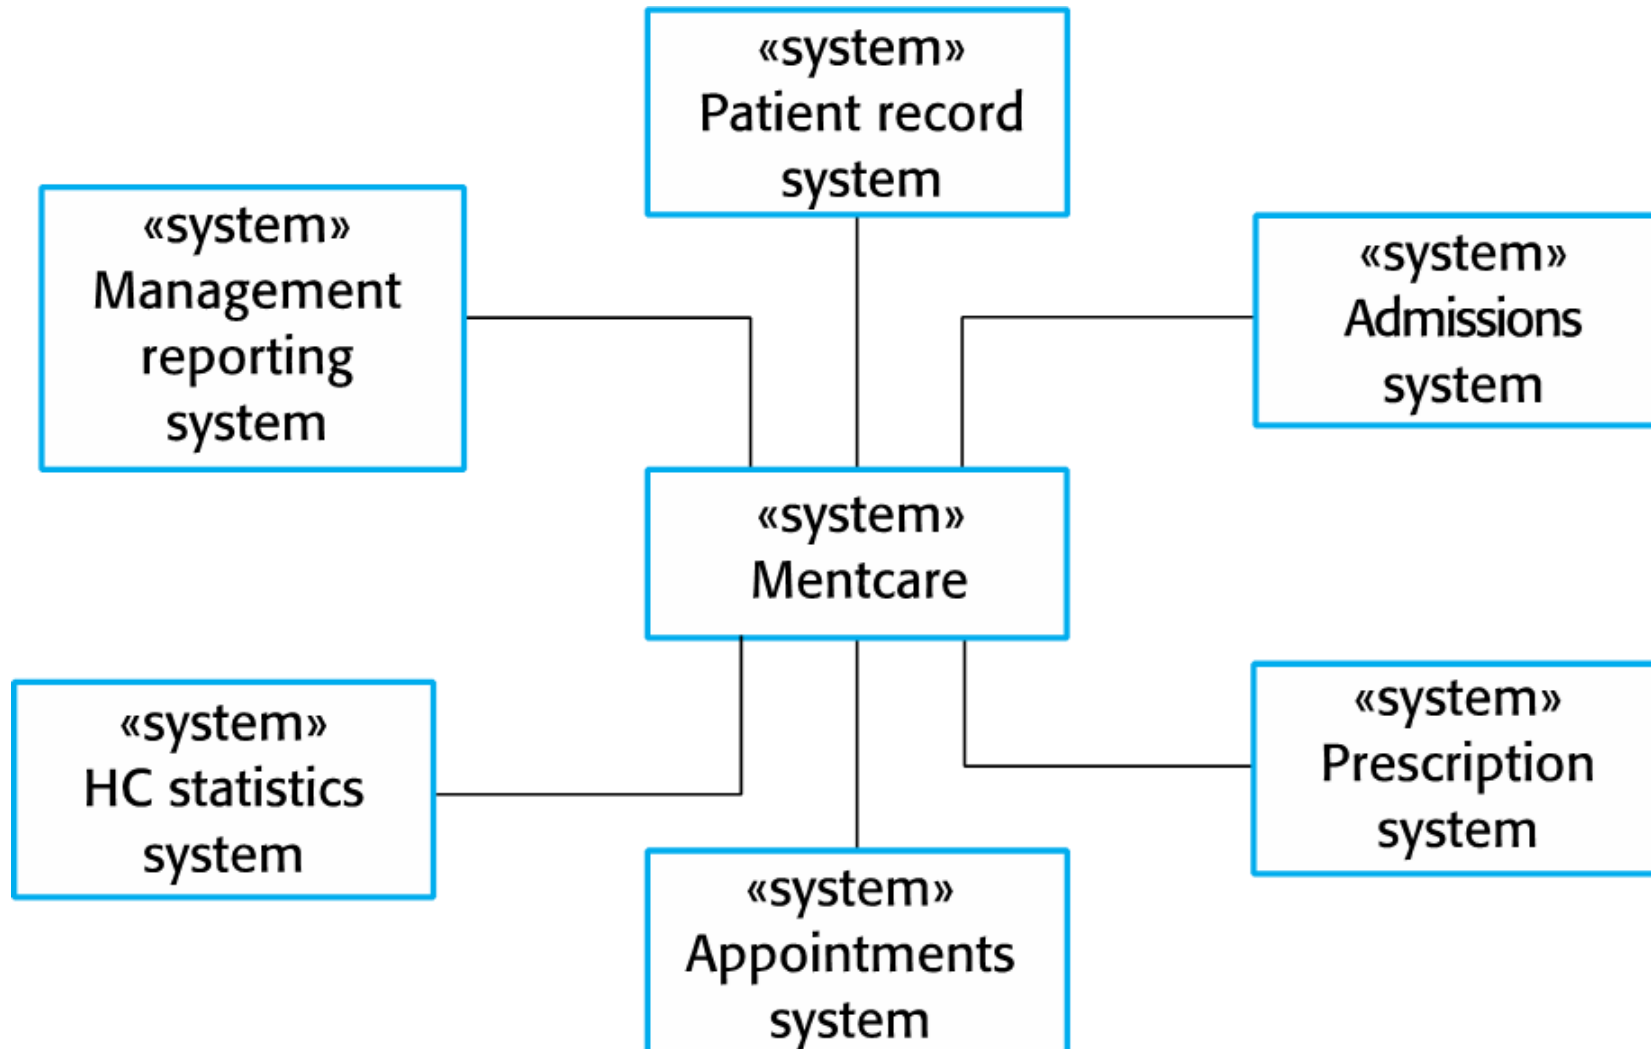 «system»
Patient record
system
«system»
Management
reporting
system
«system»
Admissions
system
«system»
Mentcare
«system»
HC statistics
system
«system»
Prescription
system
«system»
Appointments
system